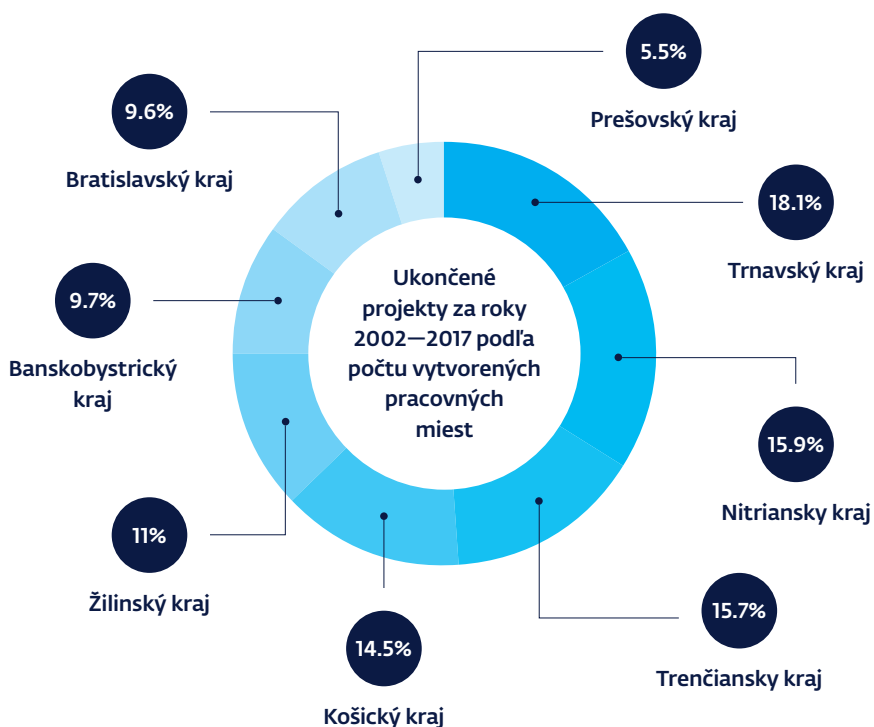 5.5%
Prešovský kraj
9.6%
Bratislavský kraj
18.1%
Trnavský kraj
Ukončené
projekty za roky
2002—2017 podľa
počtu vytvorených
pracovných
miest
9.7%
Banskobystrický
kraj
15.9%
Nitriansky kraj
11%
Žilinský kraj
15.7%
Trenčiansky kraj
14.5%
Košický kraj